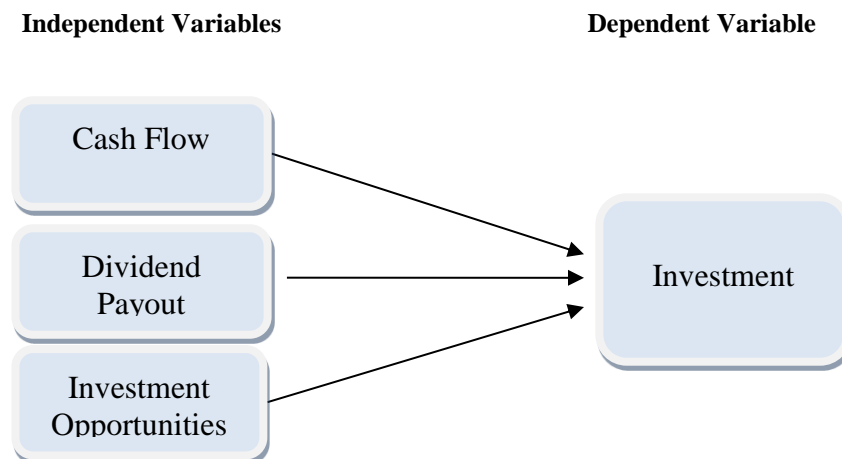 Independent Variables
Dependent Variable
Cash Flow
Dividend
Payout
Investment
Investment
Opportunities